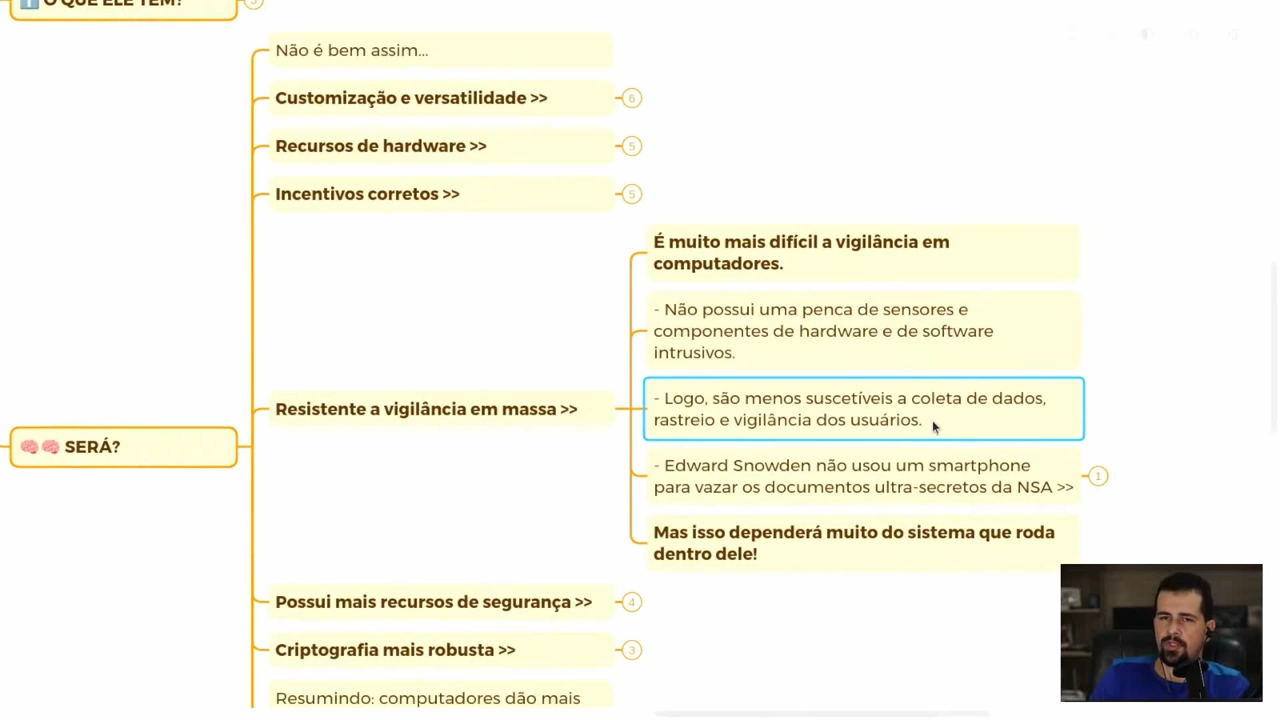 O QUE ELE TEM?
Não é bem assim...
Customização e versatilidade >>
6
Recursos de hardware >>
5
Incentivos corretos >>
5
É muito mais difícil a vigilância em
computadores.
- Não possui uma penca de sensores e
componentes de hardware e de software
intrusivos.
Resistente a vigilância em massa >>
- Logo, são menos suscetíveis a coleta de dados,
rastreio e vigilância dos usuários.
SERÁ?
- Edward Snowden não usou um smartphone
para vazar os documentos ultra-secretos da NSA >>
1
Mas isso dependerá muito do sistema que roda
dentro dele!
Possui mais recursos de segurança >>
4
Criptografia mais robusta >>
3
Resumindo: computadores dão mais